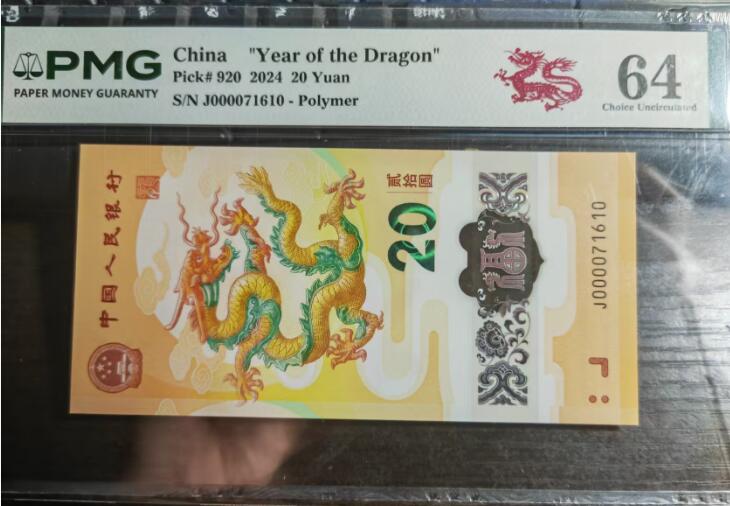 PMG
PAPER MONEY GUARANTY
China "Year of the Dragon"
Pick# 920 2024 20 Yuan
S/N J000071610 - Polymer
64
Choice Uncirculated
中国人民银行
贰拾圆
20
福
J000071610